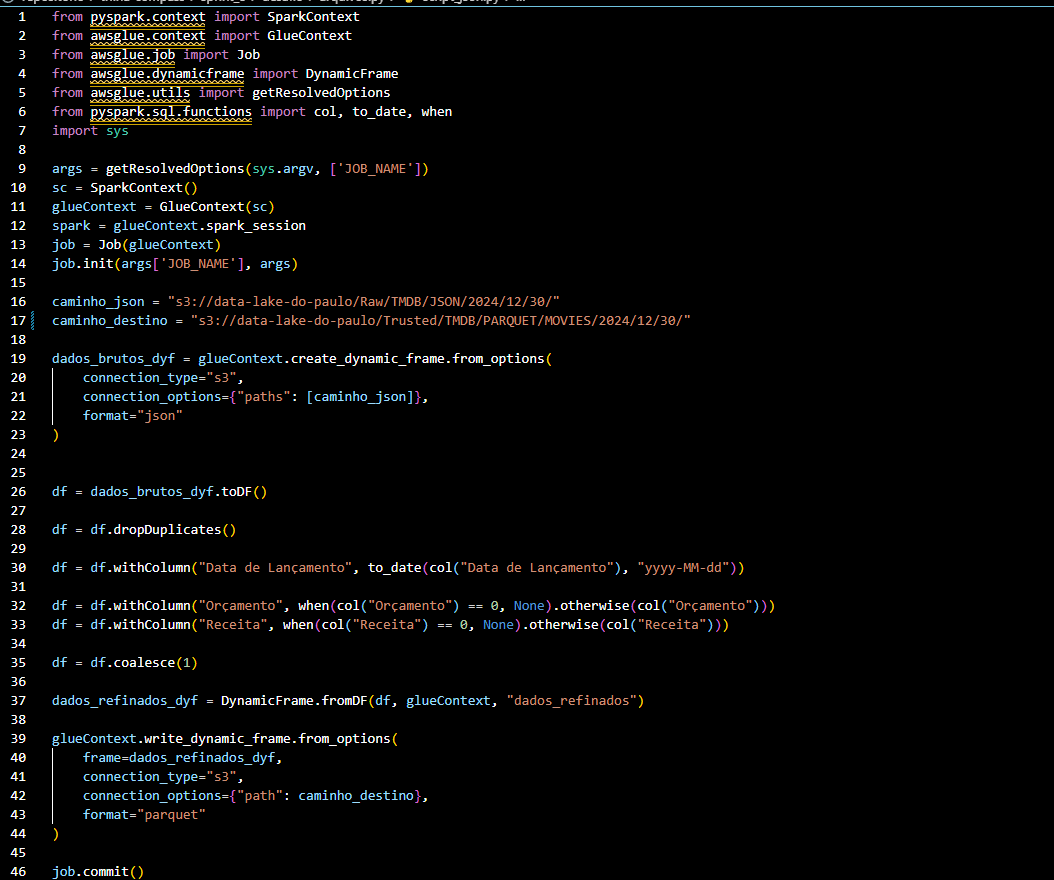 1 from pyspark.context import SparkContext
2 from awsglue.context import GlueContext
3 from awsglue.job import Job
4 from awsglue.dynamicframe import DynamicFrame
5 from awsglue.utils import getResolvedOptions
6 from pyspark.sql.functions import col, to_date, when
7 import sys
8
9 args = getResolvedOptions(sys.argv, ['JOB_NAME'])
10 sc = SparkContext()
11 glueContext = GlueContext(sc)
12 spark = glueContext.spark_session
13 job = Job(glueContext)
14 job.init(args['JOB_NAME'], args)
15
16 caminho_json = "s3://data-lake-do-paulo/Raw/TMDB/JSON/2024/12/30/"
17 caminho_destino = "s3://data-lake-do-paulo/Trusted/TMDB/PARQUET/MOVIES/2024/12/30/"
18
19 dados_brutos_dyf = glueContext.create_dynamic_frame.from_options(
20 connection_type="s3",
21 connection_options={"paths": [caminho_json]},
22 format="json"
23 )
24
25
26 df = dados_brutos_dyf.toDF()
27
28 df = df.dropDuplicates()
29
30 df = df.withColumn("Data de Lançamento", to_date(col("Data de Lançamento"), "yyyy-MM-dd"))
31
32 df = df.withColumn("Orçamento", when(col("Orçamento") == 0, None).otherwise(col("Orçamento")))
33 df = df.withColumn("Receita", when(col("Receita") == 0, None).otherwise(col("Receita")))
34
35 df = df.coalesce(1)
36
37 dados_refinados_dyf = DynamicFrame.fromDF(df, glueContext, "dados_refinados")
38
39 glueContext.write_dynamic_frame.from_options(
40 frame=dados_refinados_dyf,
41 connection_type="s3",
42 connection_options={"path": caminho_destino},
43 format="parquet"
44 )
45
46 job.commit()